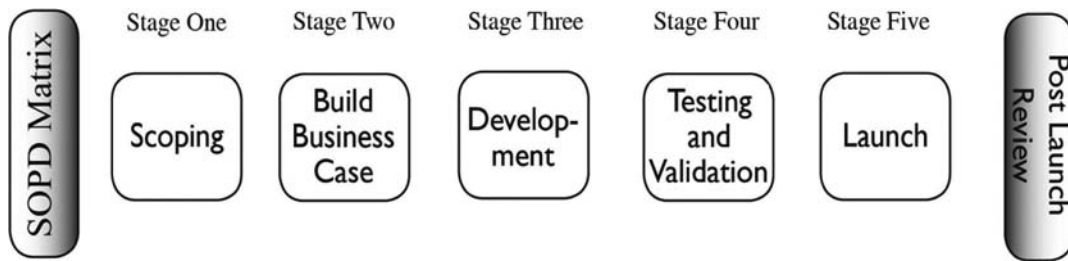 SOPD Matrix
Stage One
Scoping
Stage Two
Build
Business
Case
Stage Three
Develop-
ment
Stage Four
Testing
and
Validation
Stage Five
Launch
Post Launch
Review